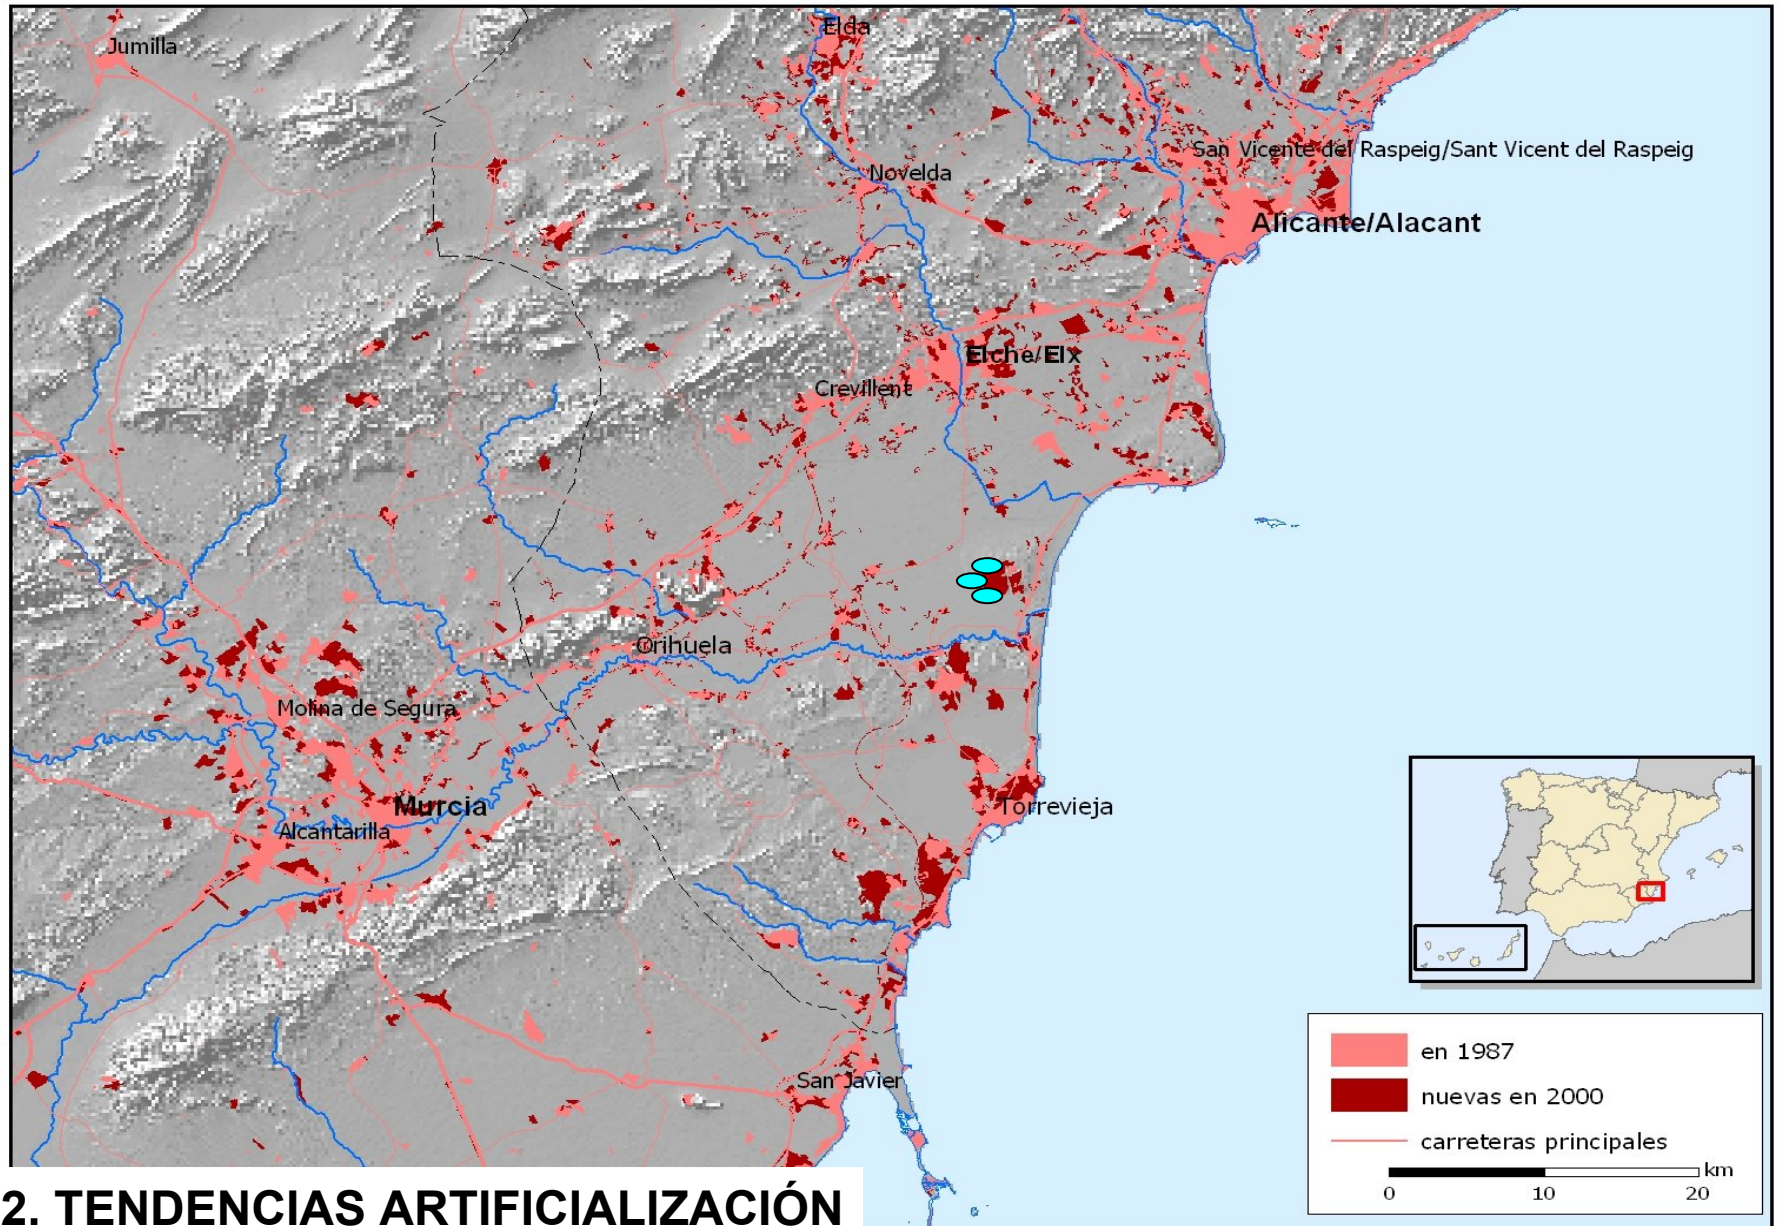 Jumilla
Elda
San Vicente del Raspeig/Sant Vicent del Raspeig
Novelda
Alicante/Alacant
Elche/Elx
Crevillent
Orihuela
Molina de Segura
Murcia
Torrevieja
Alcantarilla
San Javier
en 1987
nuevas en 2000
carreteras principales
km
0 10 20
2. TENDENCIAS ARTIFICIALIZACIÓN